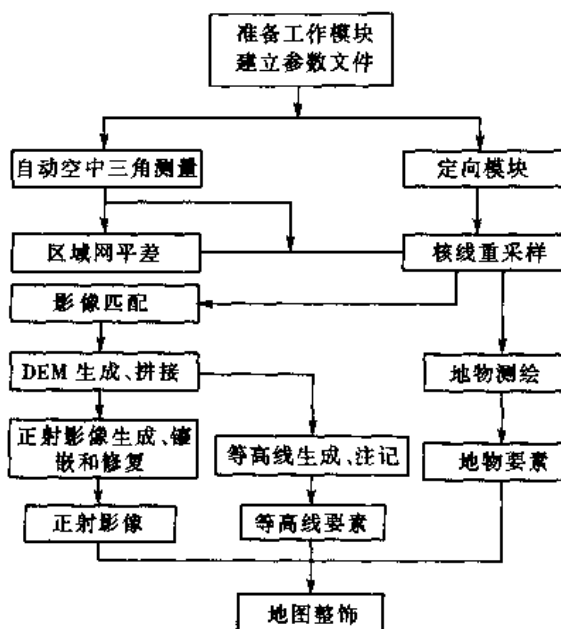 准备工作模块
建立参数文件
自动空中三角测量
定向模块
区域网平差
核线重采样
影像匹配
DEM 生成、拼接
地物测绘
正射影像生成、镶
嵌和修复
等高线生成、注记
地物要素
正射影像
等高线要素
地图整饰